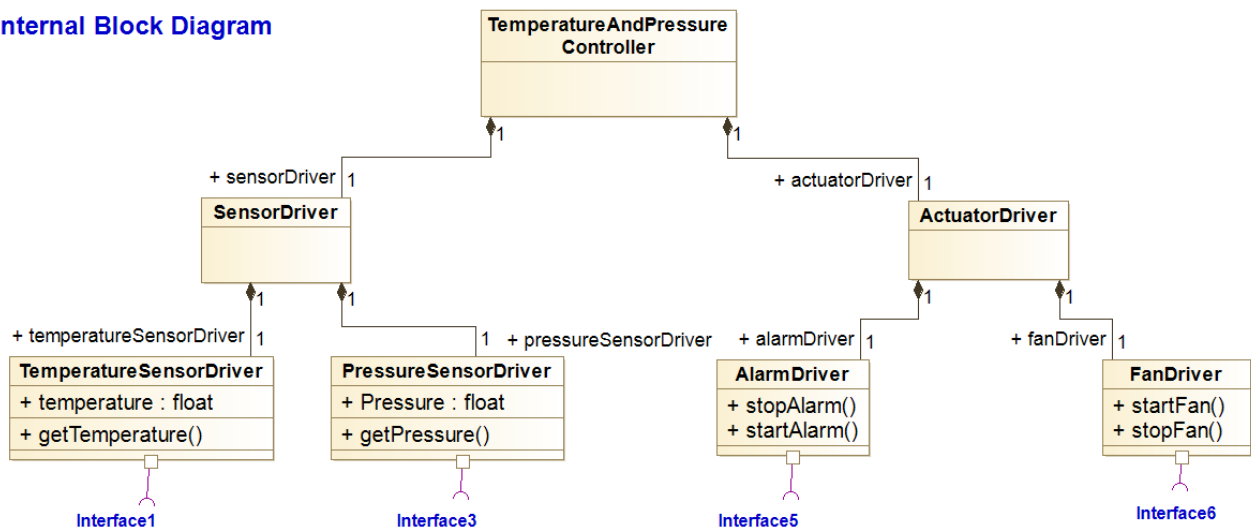 nternal Block Diagram
TemperatureAndPressure
Controller
1
1
+ sensorDriver
1
+ actuatorDriver
1
SensorDriver
ActuatorDriver
1
1
1
1
+ temperatureSensorDriver
1
1
+ pressureSensorDriver
+ alarmDriver
1
+ fanDriver
1
TemperatureSensorDriver
+ temperature : float
+ getTemperature()
PressureSensorDriver
+ Pressure : float
+ getPressure()
AlarmDriver
+ stopAlarm()
+ startAlarm()
FanDriver
+ startFan()
+ stopFan()
Interface1
Interface3
Interface5
Interface6